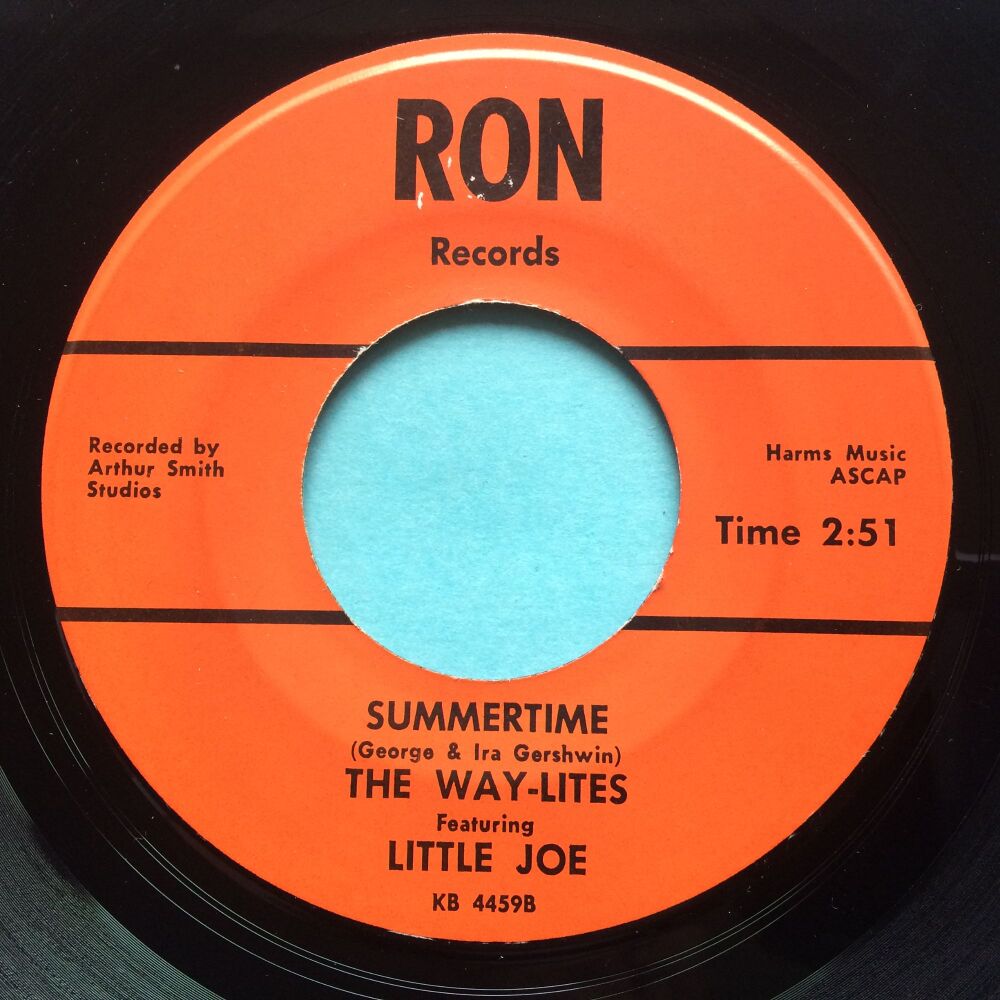 RON
Records
Recorded by
Arthur Smith
Studios
Harms Music
ASCAP
Time 2:51
SUMMERTIME
(George & Ira Gershwin)
THE WAY-LITES
Featuring
LITTLE JOE
KB 4459B